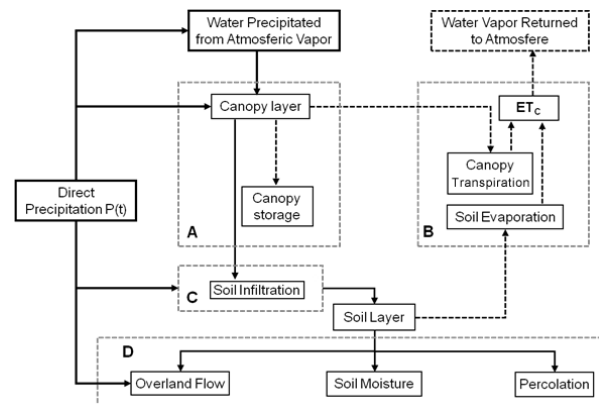 Water Precipitated
from Atmosferic Vapor
Water Vapor Returned
to Atmosfere
Canopy layer
ET_C
Canopy
Transpiration
Direct
Precipitation P(t)
Canopy
storage
Soil Evaporation
A
B
Soil Infiltration
C
Soil Layer
D
Overland Flow
Soil Moisture
Percolation